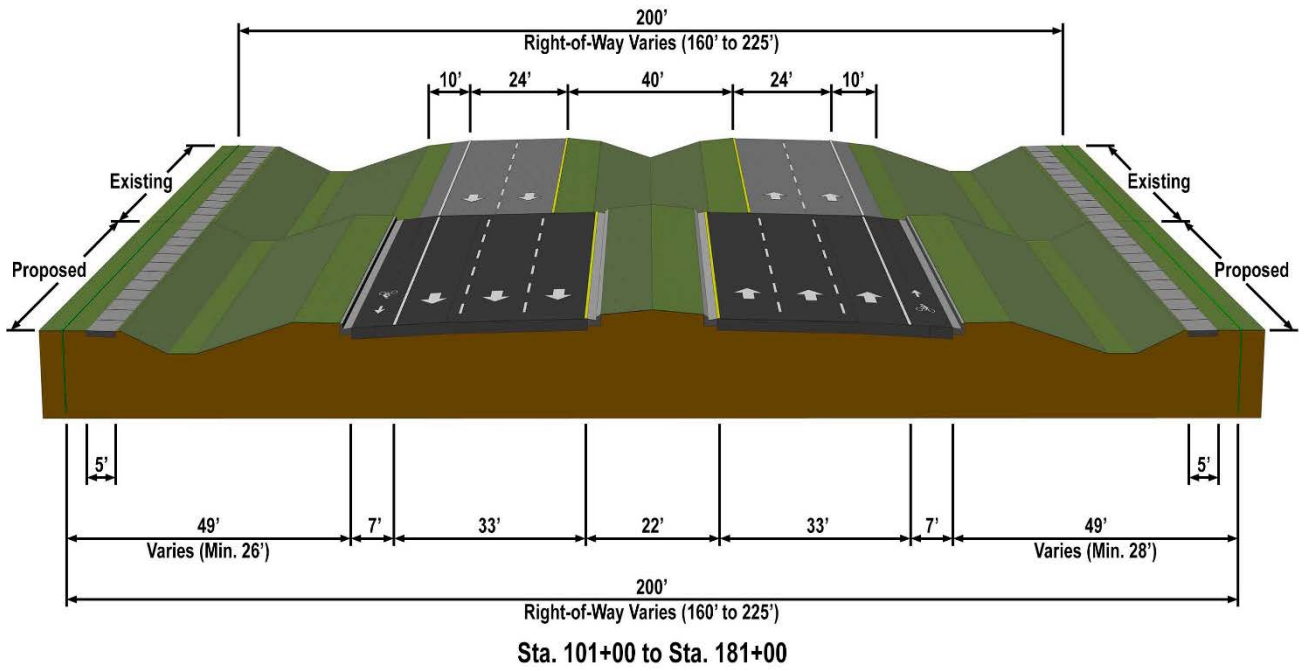 200’
Right-of-Way Varies (160’ to 225’)
10’ 24’ 40’ 24’ 10’
Existing Existing
Proposed Proposed
5’ 5’
49’ 7’ 33’ 22’ 33’ 7’ 49’
Varies (Min. 26’) Varies (Min. 28’)
200’
Right-of-Way Varies (160’ to 225’)
Sta. 101+00 to Sta. 181+00